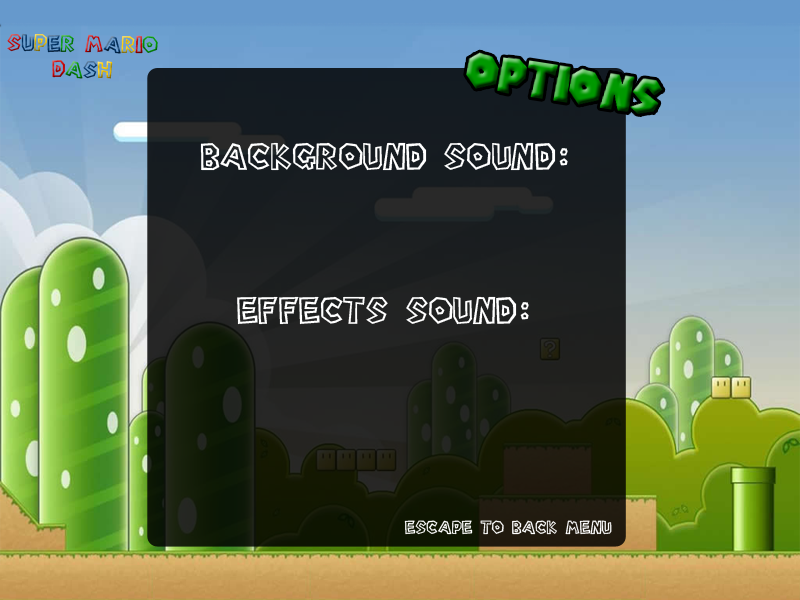 SUPER MARIO
DASH
OPTIONS
BACKGROUND SOUND:
EFFECTS SOUND:
?
ESCAPE TO BACK MENU